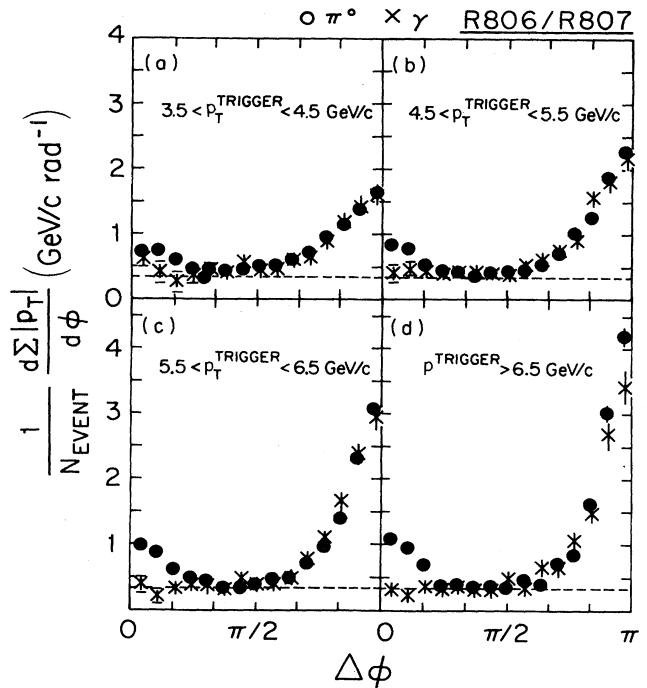 ● π° × γ R806/R807
(a) 3.5 < p_T^TRIGGER < 4.5 GeV/c
(b) 4.5 < p_T^TRIGGER < 5.5 GeV/c
(c) 5.5 < p_T^TRIGGER < 6.5 GeV/c
(d) p^TRIGGER > 6.5 GeV/c
1/N_EVENT dΣ|p_T|/dϕ (GeV/c rad⁻¹)
4
3
2
1
0
4
3
2
1
0 π/2 0 π/2 π
Δϕ